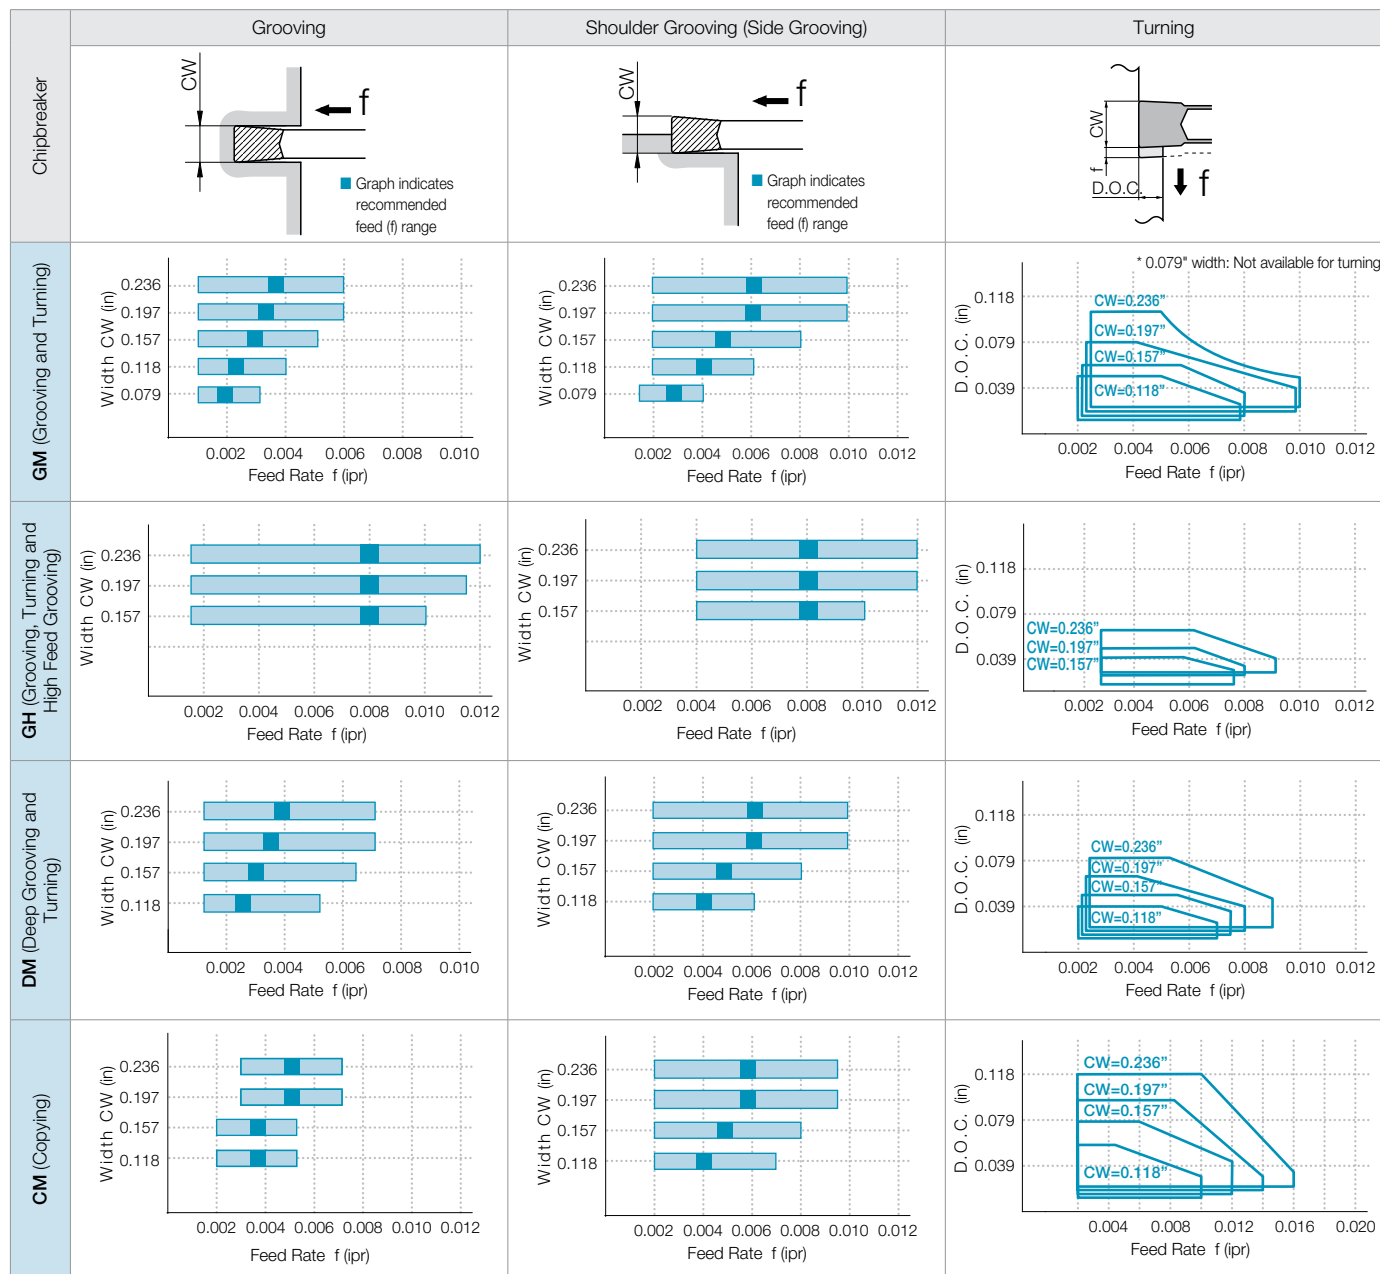 Chipbreaker
Grooving
Shoulder Grooving (Side Grooving)
Turning
CW
f
Graph indicates
recommended
feed (f) range
CW
f
Graph indicates
recommended
feed (f) range
CW
f
D.O.C.
f
GM (Grooving and Turning)
Width CW (in)
0.236
0.197
0.157
0.118
0.079
0.002 0.004 0.006 0.008 0.010
Feed Rate f (ipr)
Width CW (in)
0.236
0.197
0.157
0.118
0.079
0.002 0.004 0.006 0.008 0.010 0.012
Feed Rate f (ipr)
* 0.079" width: Not available for turning
D.O.C. (in)
0.118
0.079
0.039
CW=0.236”
CW=0.197”
CW=0.157”
CW=0.118”
0.002 0.004 0.006 0.008 0.010 0.012
Feed Rate f (ipr)
GH (Grooving, Turning and
High Feed Grooving)
Width CW (in)
0.236
0.197
0.157
0.002 0.004 0.006 0.008 0.010 0.012
Feed Rate f (ipr)
Width CW (in)
0.236
0.197
0.157
0.002 0.004 0.006 0.008 0.010 0.012
Feed Rate f (ipr)
D.O.C. (in)
0.118
0.079
0.039
CW=0.236”
CW=0.197”
CW=0.157”
0.002 0.004 0.006 0.008 0.010 0.012
Feed Rate f (ipr)
DM (Deep Grooving and
Turning)
Width CW (in)
0.236
0.197
0.157
0.118
0.002 0.004 0.006 0.008 0.010
Feed Rate f (ipr)
Width CW (in)
0.236
0.197
0.157
0.118
0.002 0.004 0.006 0.008 0.010 0.012
Feed Rate f (ipr)
D.O.C. (in)
0.118
0.079
0.039
CW=0.236”
CW=0.197”
CW=0.157”
CW=0.118”
0.002 0.004 0.006 0.008 0.010 0.012
Feed Rate f (ipr)
CM (Copying)
Width CW (in)
0.236
0.197
0.157
0.118
0.002 0.004 0.006 0.008 0.010 0.012
Feed Rate f (ipr)
Width CW (in)
0.236
0.197
0.157
0.118
0.002 0.004 0.006 0.008 0.010 0.012
Feed Rate f (ipr)
D.O.C. (in)
0.118
0.079
0.039
CW=0.236”
CW=0.197”
CW=0.157”
CW=0.118”
0.004 0.008 0.012 0.016 0.020
Feed Rate f (ipr)